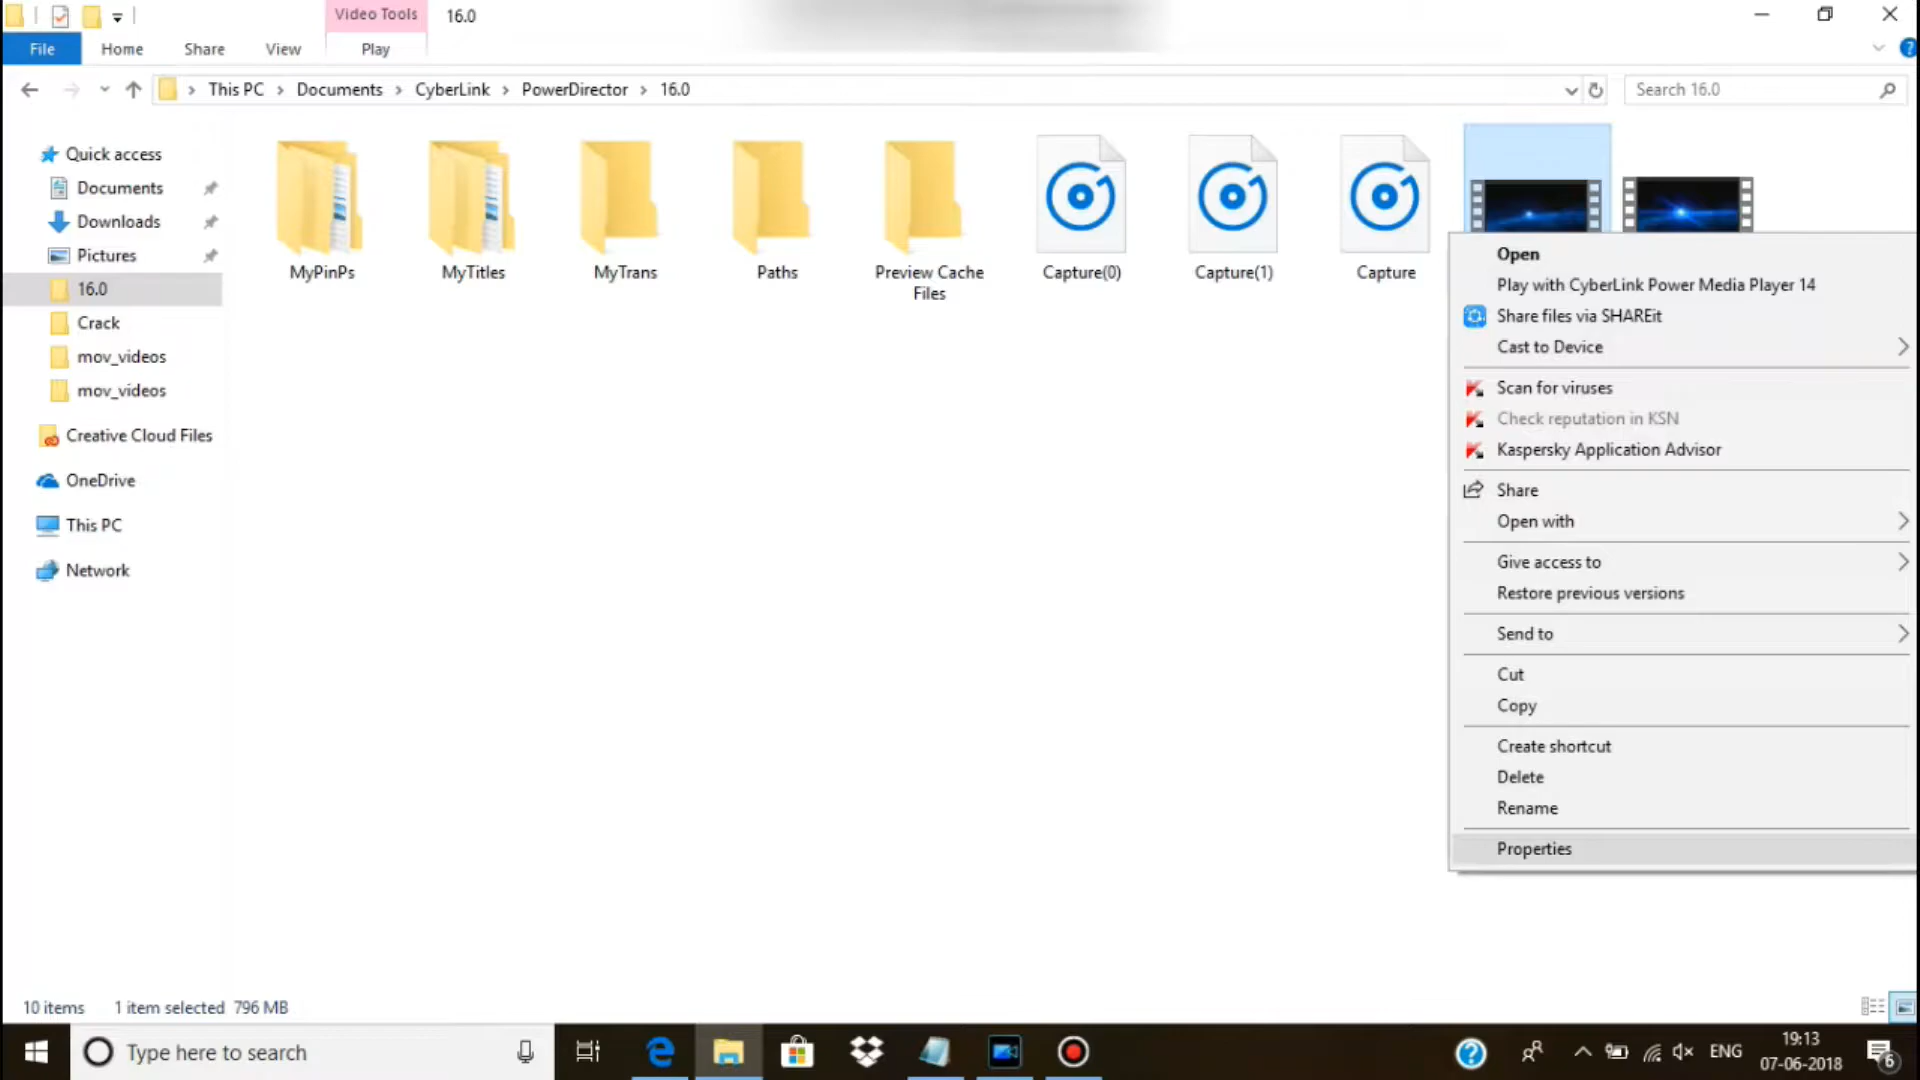 Video Tools
16.0
File
Home
Share
View
Play
This PC
Documents
CyberLink
PowerDirector
16.0
Search 16.0
Quick access
Documents
Downloads
Pictures
16.0
Crack
mov_videos
mov_videos
Creative Cloud Files
OneDrive
This PC
Network
MyPinPs
MyTitles
MyTrans
Paths
Preview Cache
Files
Capture(0)
Capture(1)
Capture
Open
Play with CyberLink Power Media Player 14
Share files via SHAREit
Cast to Device
Scan for viruses
Check reputation in KSN
Kaspersky Application Advisor
Share
Open with
Give access to
Restore previous versions
Send to
Cut
Copy
Create shortcut
Delete
Rename
Properties
10 items
1 item selected 796 MB
Type here to search
ENG
19:13
07-06-2018
6